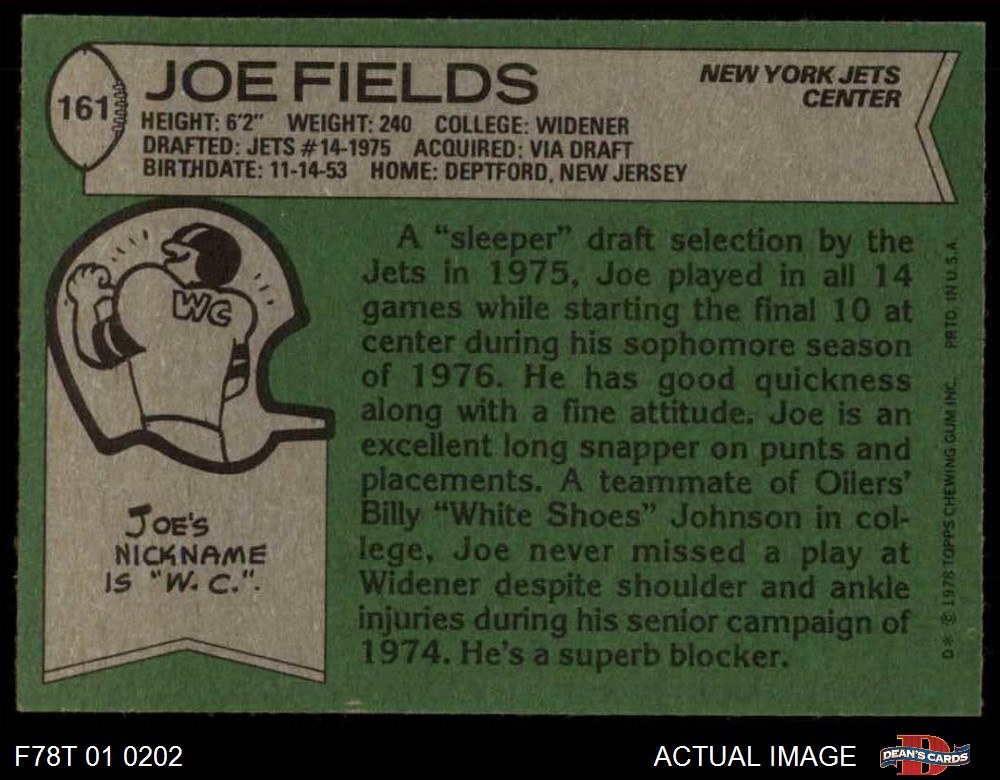 161
JOE FIELDS
NEW YORK JETS
CENTER
HEIGHT: 6'2" WEIGHT: 240 COLLEGE: WIDENER
DRAFTED: JETS #14-1975 ACQUIRED: VIA DRAFT
BIRTHDATE: 11-14-53 HOME: DEPTFORD, NEW JERSEY
WC
JOE'S
NICKNAME
IS "W. C.".
A "sleeper" draft selection by the
Jets in 1975, Joe played in all 14
games while starting the final 10 at
center during his sophomore season
of 1976. He has good quickness
along with a fine attitude. Joe is an
excellent long snapper on punts and
placements. A teammate of Oilers'
Billy "White Shoes" Johnson in col-
lege, Joe never missed a play at
Widener despite shoulder and ankle
injuries during his senior campaign of
1974. He's a superb blocker.
D* © 1978 TOPPS CHEWING GUM INC. PRTD. IN U.S.A.
F78T 01 0202
ACTUAL IMAGE
D
DEAN'S CARDS